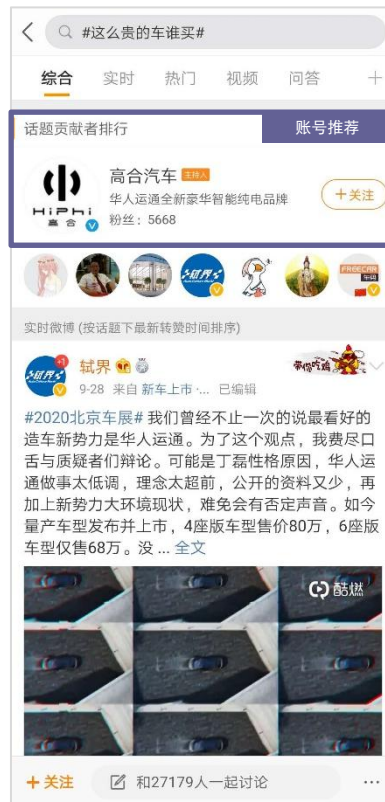 #这么贵的车谁买#
综合 实时 热门 视频 问答
话题贡献者排行 账号推荐
高合汽车 主持人
华人运通全新豪华智能纯电品牌
粉丝：5668
+关注
HiPhi
高合
轼界
FREECAR
实时微博 (按话题下最新转赞时间排序)
轼界
9-28 来自 新车上市·... 已编辑
带你吃鸡
#2020北京车展# 我们曾经不止一次的说最看好的
造车新势力是华人运通。为了这个观点，我费尽口
舌与质疑者们辩论。可能是丁磊性格原因，华人运
通做事太低调，理念太超前，公开的资料又少，再
加上新势力大环境现状，难免会有否定声音。如今
量产车型发布并上市，4座版车型售价80万，6座版
车型仅售68万。没 ... 全文
酷燃
+关注 和27179人一起讨论 ...